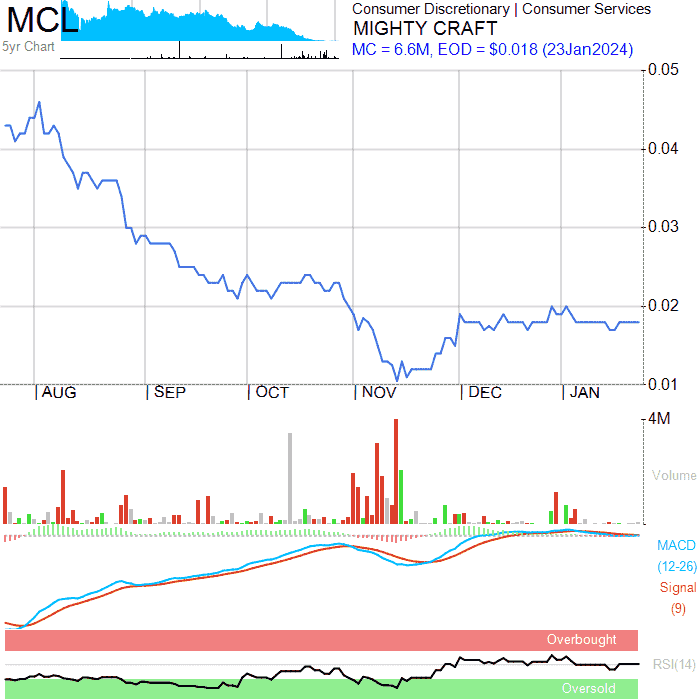 MCL
5yr Chart
Consumer Discretionary | Consumer Services
MIGHTY CRAFT
MC = 6.6M, EOD = $0.018 (23Jan2024)
0.05
0.04
0.03
0.02
0.01
AUG SEP OCT NOV DEC JAN
4M
Volume
MACD
(12-26)
Signal
(9)
Overbought
RSI(14)
Oversold